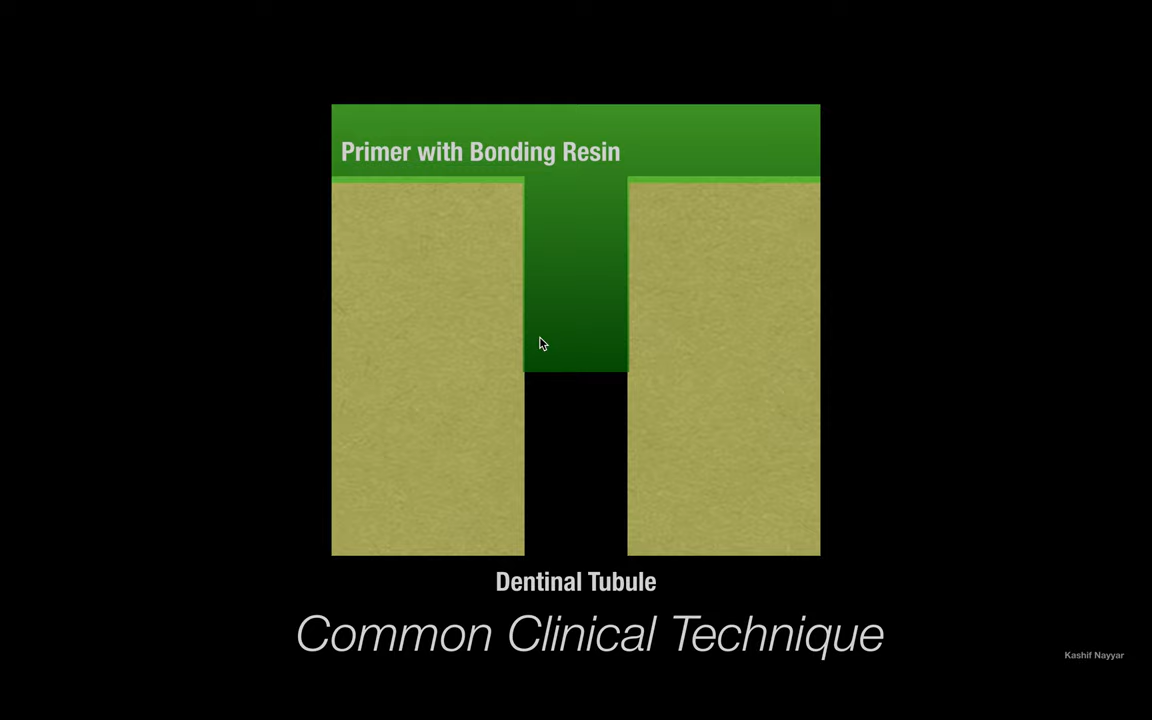 Primer with Bonding Resin
Dentinal Tubule
Common Clinical Technique
Kashif Nayyar